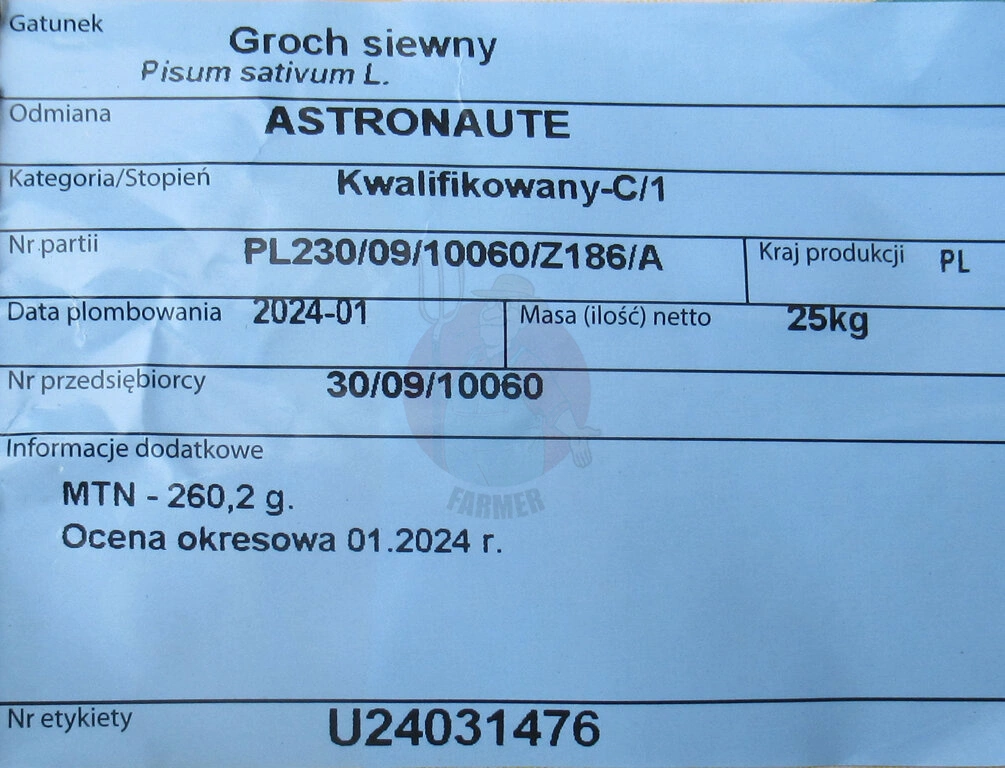 Gatunek
Groch siewny
Pisum sativum L.
Odmiana ASTRONAUTE
Kategoria/Stopień Kwalifikowany-C/1
Nr partii PL230/09/10060/Z186/A Kraj produkcji PL
Data plombowania 2024-01 Masa (ilość) netto 25kg
Nr przedsiębiorcy 30/09/10060
Informacje dodatkowe
FARMER
MTN - 260,2 g.
Ocena okresowa 01.2024 r.
Nr etykiety U24031476